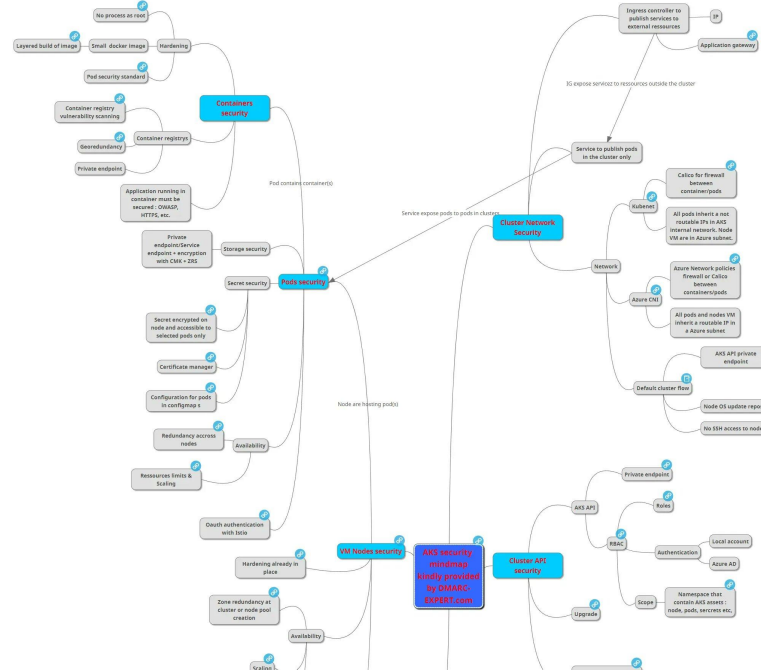 No process as root
Layered build of image
Small docker image
Hardening
Pod security standard
Containers
security
Container registry
vulnerability scanning
Georedundancy
Container registrys
Private endpoint
Application running in
container must be
secured : OWASP,
HTTPS, etc.
Pod contains container(s)
Private
endpoint/Service
endpoint + encryption
with CMK + ZRS
Storage security
Secret security
Pods security
Secret encrypted on
node and accessible to
selected pods only
Certificate manager
Configuration for pods
in configmap s
Node are hosting pod(s)
Redundancy accross
nodes
Availability
Ressources limits &
Scaling
Oauth authentication
with Istio
VM Nodes security
Hardening already in
place
Zone redundancy at
cluster or node pool
creation
Availability
Scaling
AKS security
mindmap
kindly provided
by DMARC-
EXPERT.com
Ingress controller to
publish services to
external ressources
IP
Application gateway
IG expose servicez to ressources outside the cluster
Service to publish pods
in the cluster only
Service expose pods to pods in clusters
Cluster Network
Security
Calico for firewall
between
container/pods
Kubenet
All pods inherit a not
routable IPs in AKS
internal network. Node
VM are in Azure subnet.
Network
Azure Network policies
firewall or Calico
between
containers/pods
Azure CNI
All pods and nodes VM
inherit a routable IP in
a Azure subnet
AKS API private
endpoint
Default cluster flow
Node OS update repos
No SSH access to node
Private endpoint
AKS API
Roles
RBAC
Local account
Authentication
Azure AD
Cluster API
security
Namespace that
contain AKS assets :
node, pods, sercrets etc.
Scope
Upgrade